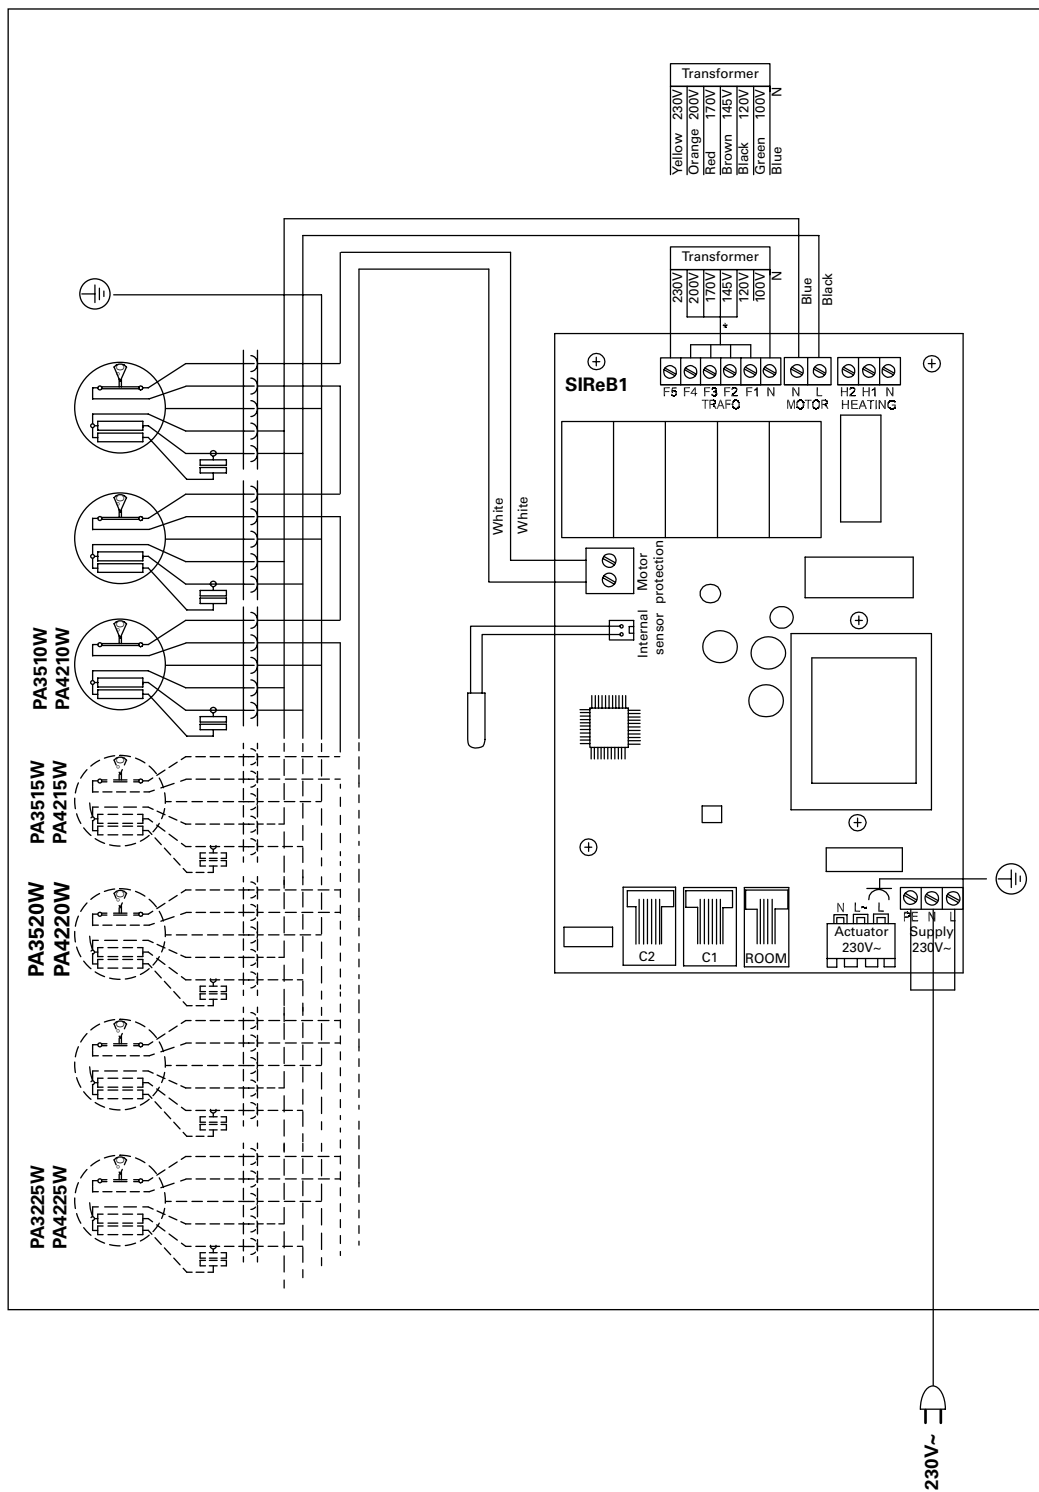 Transformer
Yellow 230V
Orange 200V
Red 170V
Brown 145V
Black 120V
Green 100V
Blue N
Transformer
230V
200V
170V
145V
120V
100V
N
*
Blue
Black
SIReB1
F5 F4 F3 F2 F1 N
TRAFO
N L
MOTOR
H2 H1 N
HEATING
White
White
Motor
protection
Internal
sensor
PA3510W
PA4210W
PA3515W
PA4215W
PA3520W
PA4220W
PA3225W
PA4225W
C2
C1
ROOM
N L~ L
Actuator
230V~
PE N L
Supply
230V~
230V~